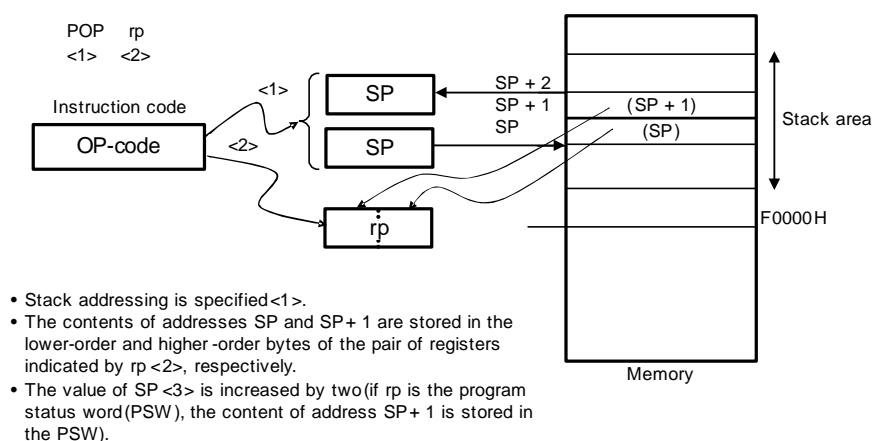 POP rp
<1> <2>
Instruction code
OP-code
<1>
<2>
SP
SP
rp
SP + 2
SP + 1
SP
(SP + 1)
(SP)
Stack area
F0000H
Memory
• Stack addressing is specified <1>.
• The contents of addresses SP and SP + 1 are stored in the
lower-order and higher-order bytes of the pair of registers
indicated by rp <2>, respectively.
• The value of SP <3> is increased by two (if rp is the program
status word (PSW), the content of address SP + 1 is stored in
the PSW).